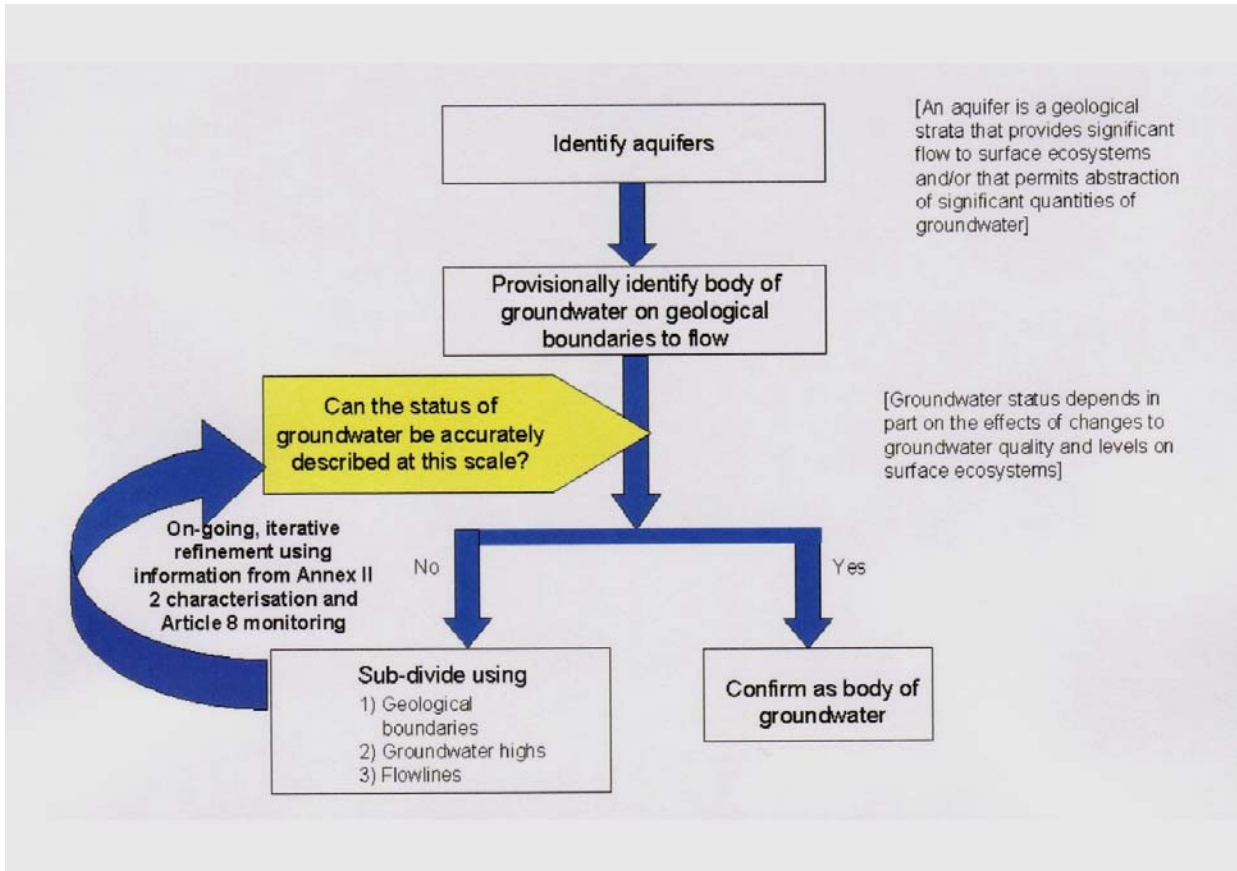 Identify aquifers
[An aquifer is a geological
strata that provides significant
flow to surface ecosystems
and/or that permits abstraction
of significant quantities of
groundwater]
Provisionally identify body of
groundwater on geological
boundaries to flow
Can the status of
groundwater be accurately
described at this scale?
[Groundwater status depends in
part on the effects of changes to
groundwater quality and levels on
surface ecosystems]
On-going, iterative
refinement using
information from Annex II
2 characterisation and
Article 8 monitoring
No
Yes
Sub-divide using
1) Geological
boundaries
2) Groundwater highs
3) Flowlines
Confirm as body of
groundwater